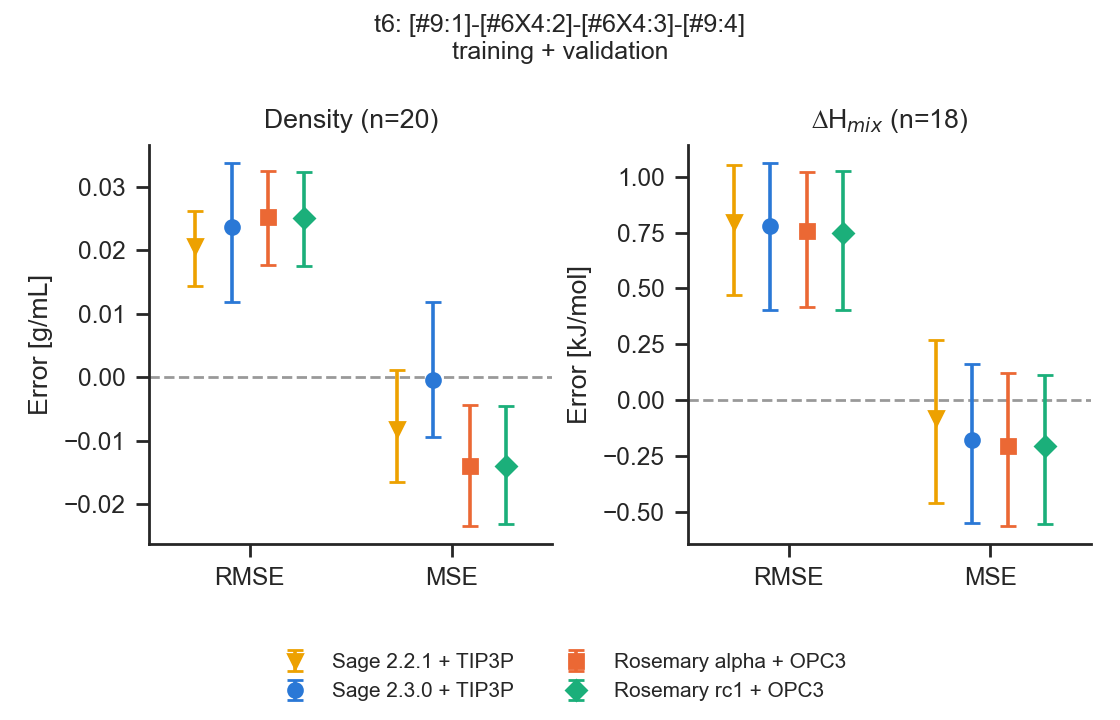 t6: [#9:1]-[#6X4:2]-[#6X4:3]-[#9:4]
training + validation
Density (n=20)
ΔH_mix (n=18)
0.03
0.02
0.01
0.00
−0.01
−0.02
Error [g/mL]
RMSE
MSE
1.00
0.75
0.50
0.25
0.00
−0.25
−0.50
Error [kJ/mol]
RMSE
MSE
Sage 2.2.1 + TIP3P
Sage 2.3.0 + TIP3P
Rosemary alpha + OPC3
Rosemary rc1 + OPC3